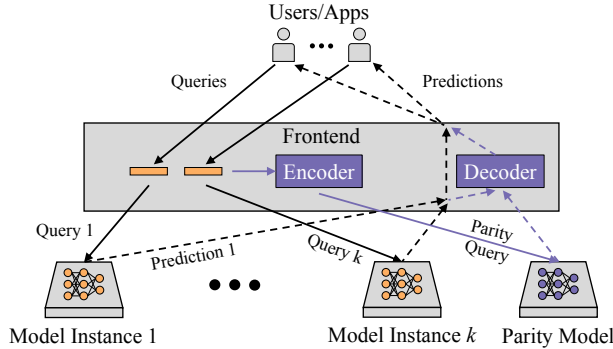 Users/Apps
Queries
Predictions
Frontend
Encoder
Decoder
Query 1
Prediction 1
Query k
Parity
Query
Model Instance 1
Model Instance k
Parity Model